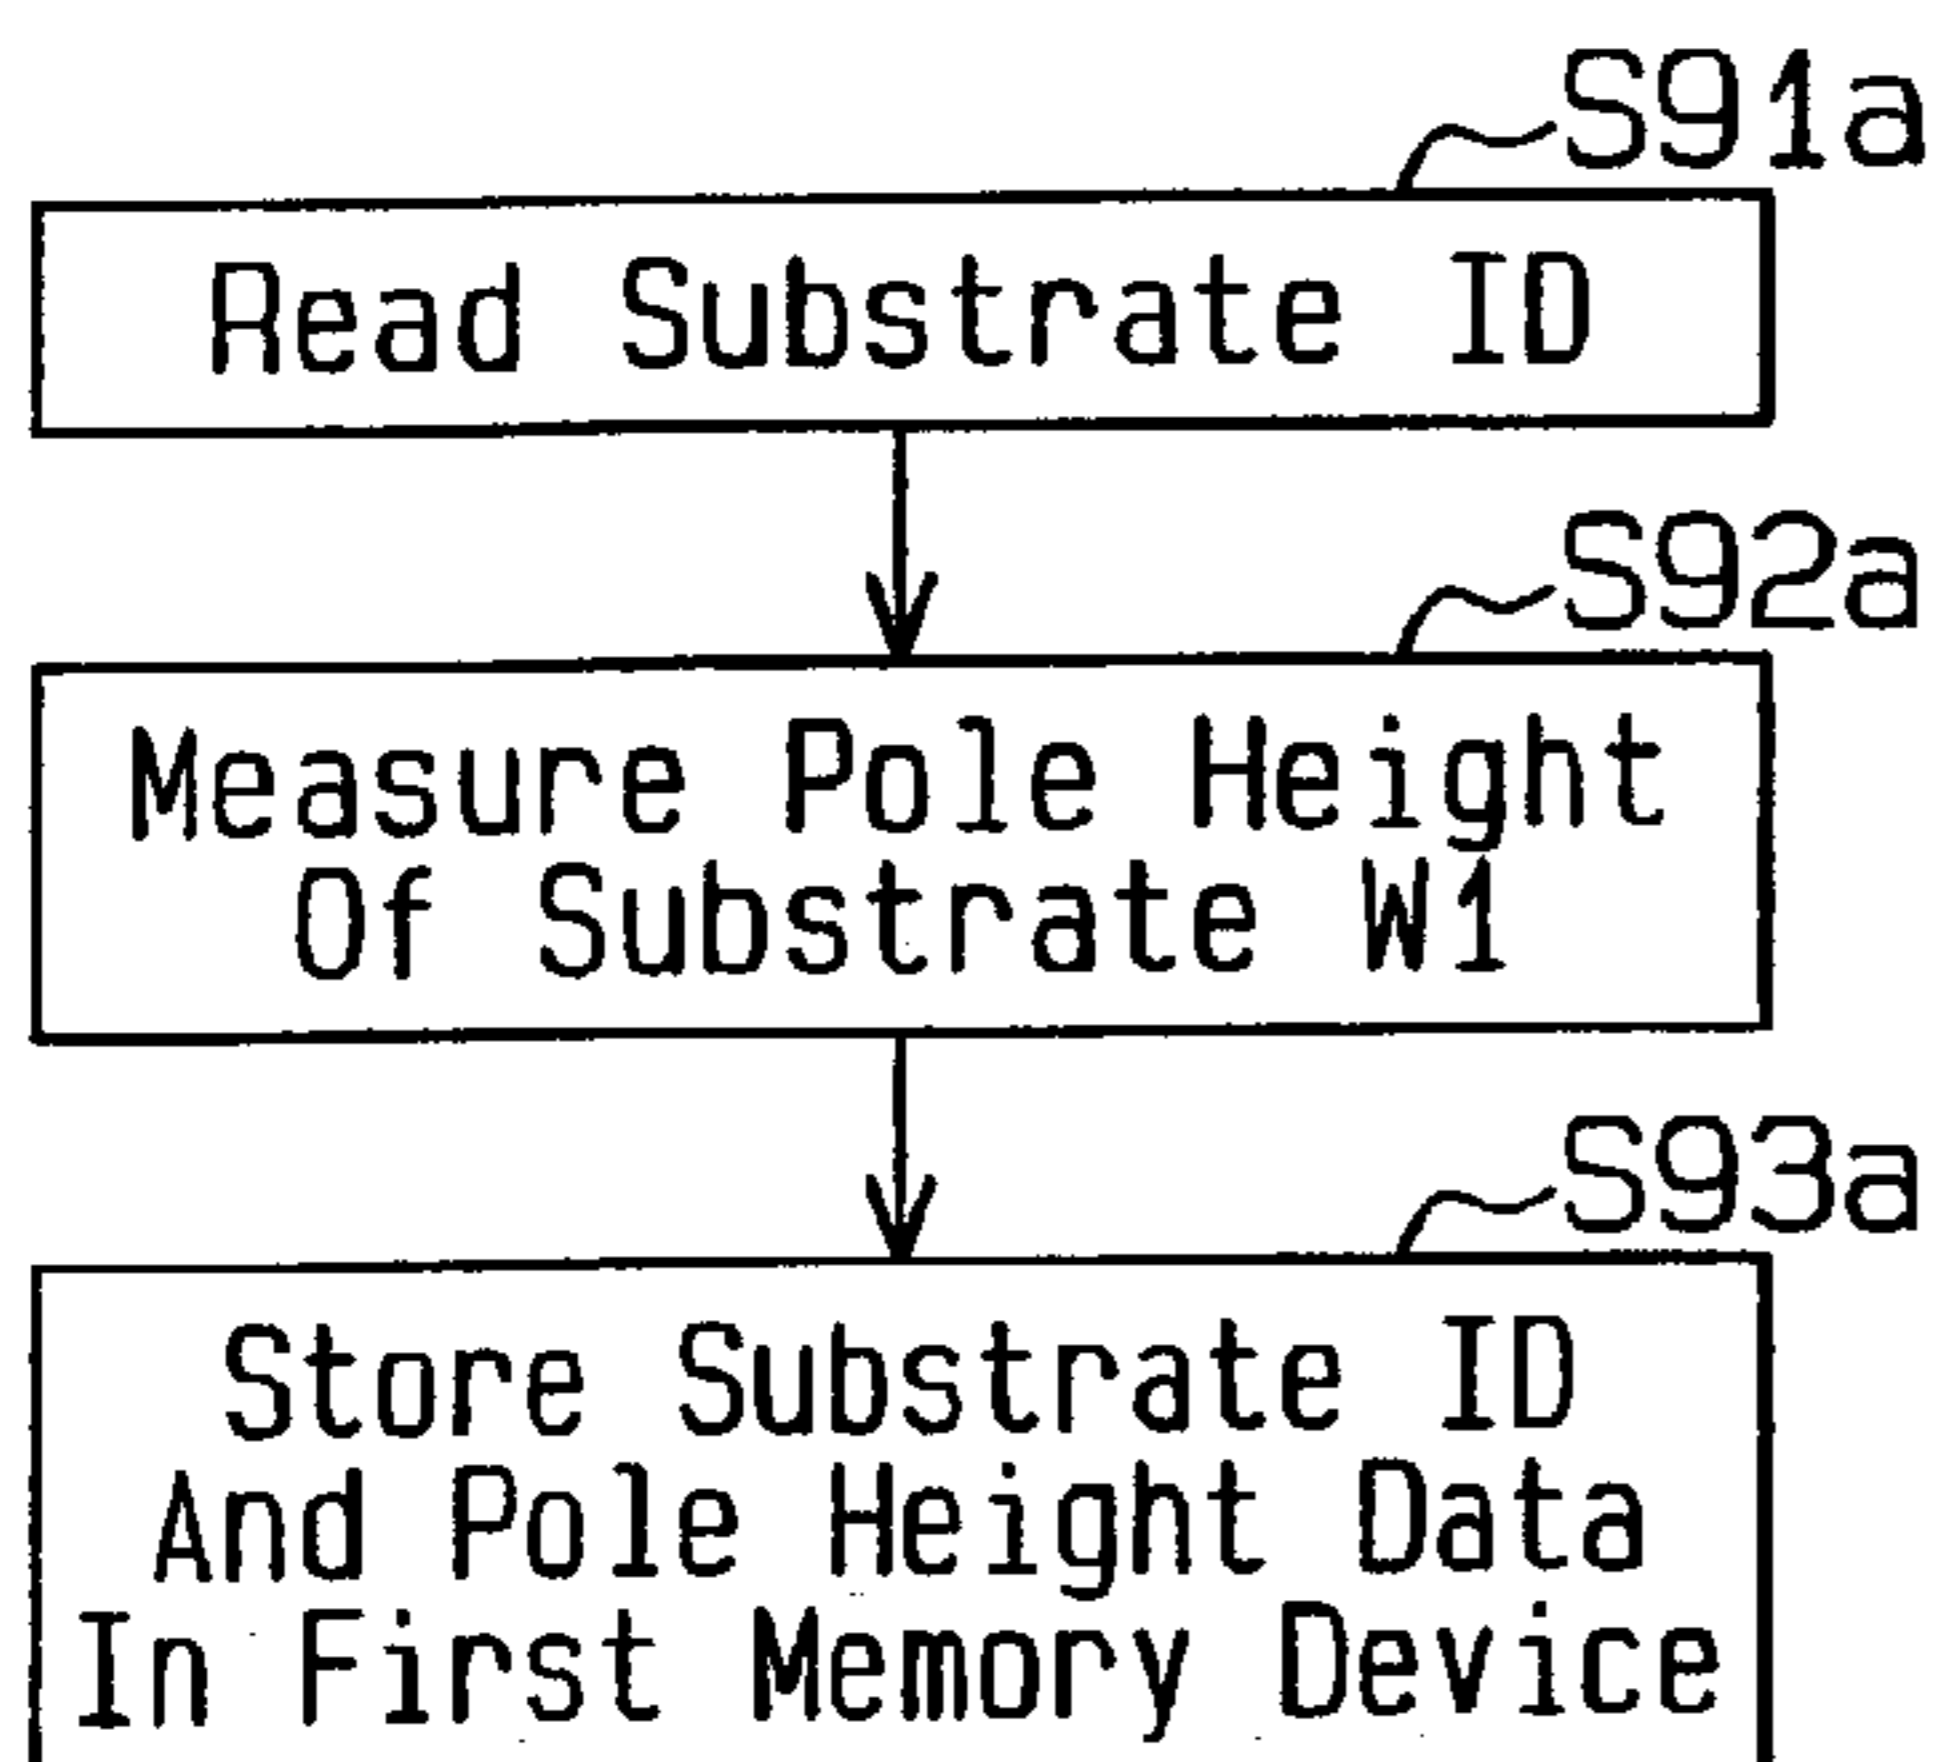 S91a
Read Substrate ID
S92a
Measure Pole Height
Of Substrate W1
S93a
Store Substrate ID
And Pole Height Data
In First Memory Device